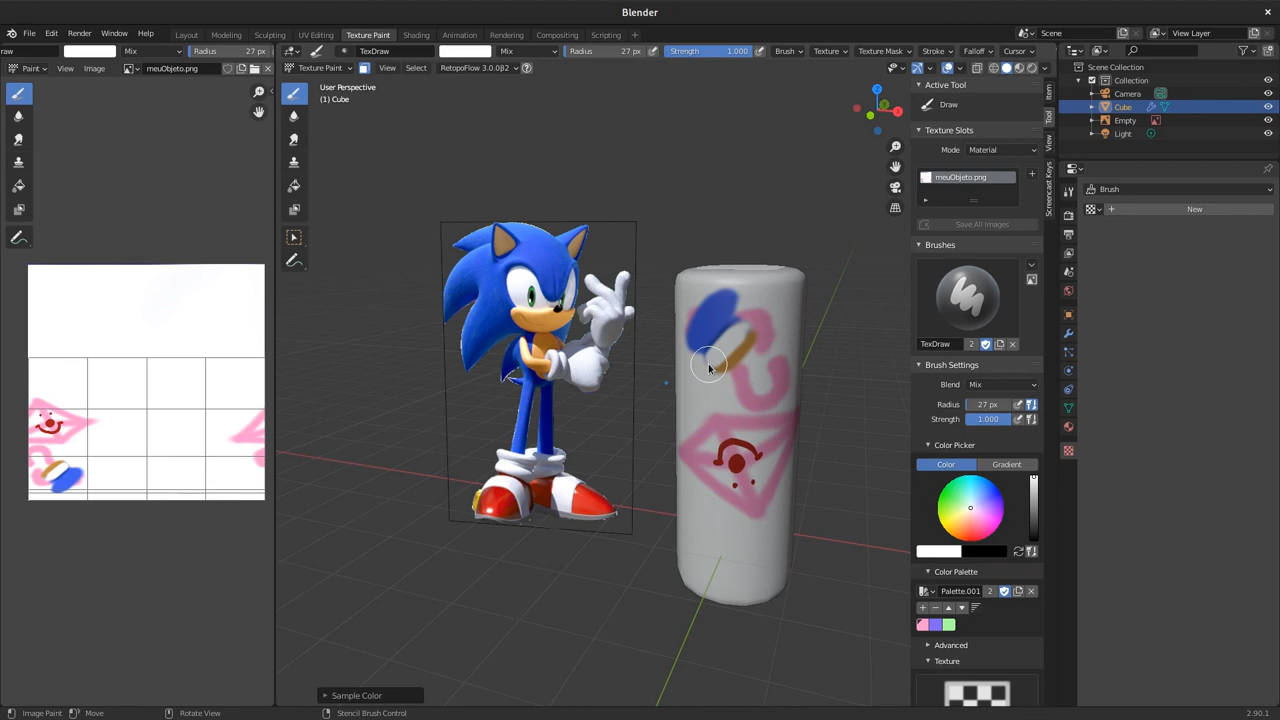 Blender
File Edit Render Window Help Layout Modeling Sculpting UV Editing Texture Paint Shading Animation Rendering Compositing Scripting + Scene View Layer
raw Mix Radius 27 px TexDraw Mix Radius 27 px Strength 1.000 Brush Texture Texture Mask Stroke Falloff Cursor
Paint View Image meuObjeto.png Texture Paint View Select RetopoFlow 3.0.0β2
User Perspective
(1) Cube
Scene Collection
Collection
Camera
Cube
Empty
Light
Active Tool
Draw
Texture Slots
Mode Material
meuObjeto.png
Save All Images
Brushes
TexDraw 2
Brush Settings
Blend Mix
Radius 27 px
Strength 1.000
Color Picker
Color Gradient
Color Palette
Palette.001 2
Advanced
Texture
Item
Tool
View
Screencast Keys
Brush
+ New
X
Z
Sample Color
Image Paint Move Rotate View Stencil Brush Control 2.90.1